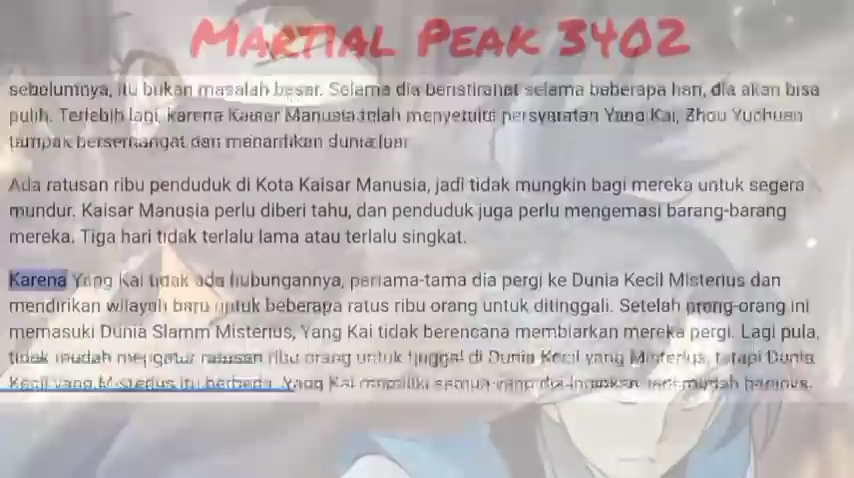 MARTIAL PEAK 3402
sebelumnya, itu bukan masalah besar. Selama dia beristirahat selama beberapa hari, dia akan bisa
pulih. Terlebih lagi, karena Kaisar Manusia telah menyetujui persyaratan Yang Kai, Zhou Yuchuan
tampak bersemangat dan menantikan dunia luar
Ada ratusan ribu penduduk di Kota Kaisar Manusia, jadi tidak mungkin bagi mereka untuk segera
mundur. Kaisar Manusia perlu diberi tahu, dan penduduk juga perlu mengemasi barang-barang
mereka. Tiga hari tidak terlalu lama atau terlalu singkat.
Karena Yang Kai tidak ada hubungannya, pertama-tama dia pergi ke Dunia Kecil Misterius dan
mendirikan wilayah baru untuk beberapa ratus ribu orang untuk ditinggali. Setelah orang-orang ini
memasuki Dunia Slamm Misterius, Yang Kai tidak berencana membiarkan mereka pergi. Lagi pula,
tidak mudah mengatur ratusan ribu orang untuk tinggal di Dunia Kecil yang Misterius, tetapi Dunia
Kecil yang Misterius itu berbeda. Yang Kai memiliki semua yang